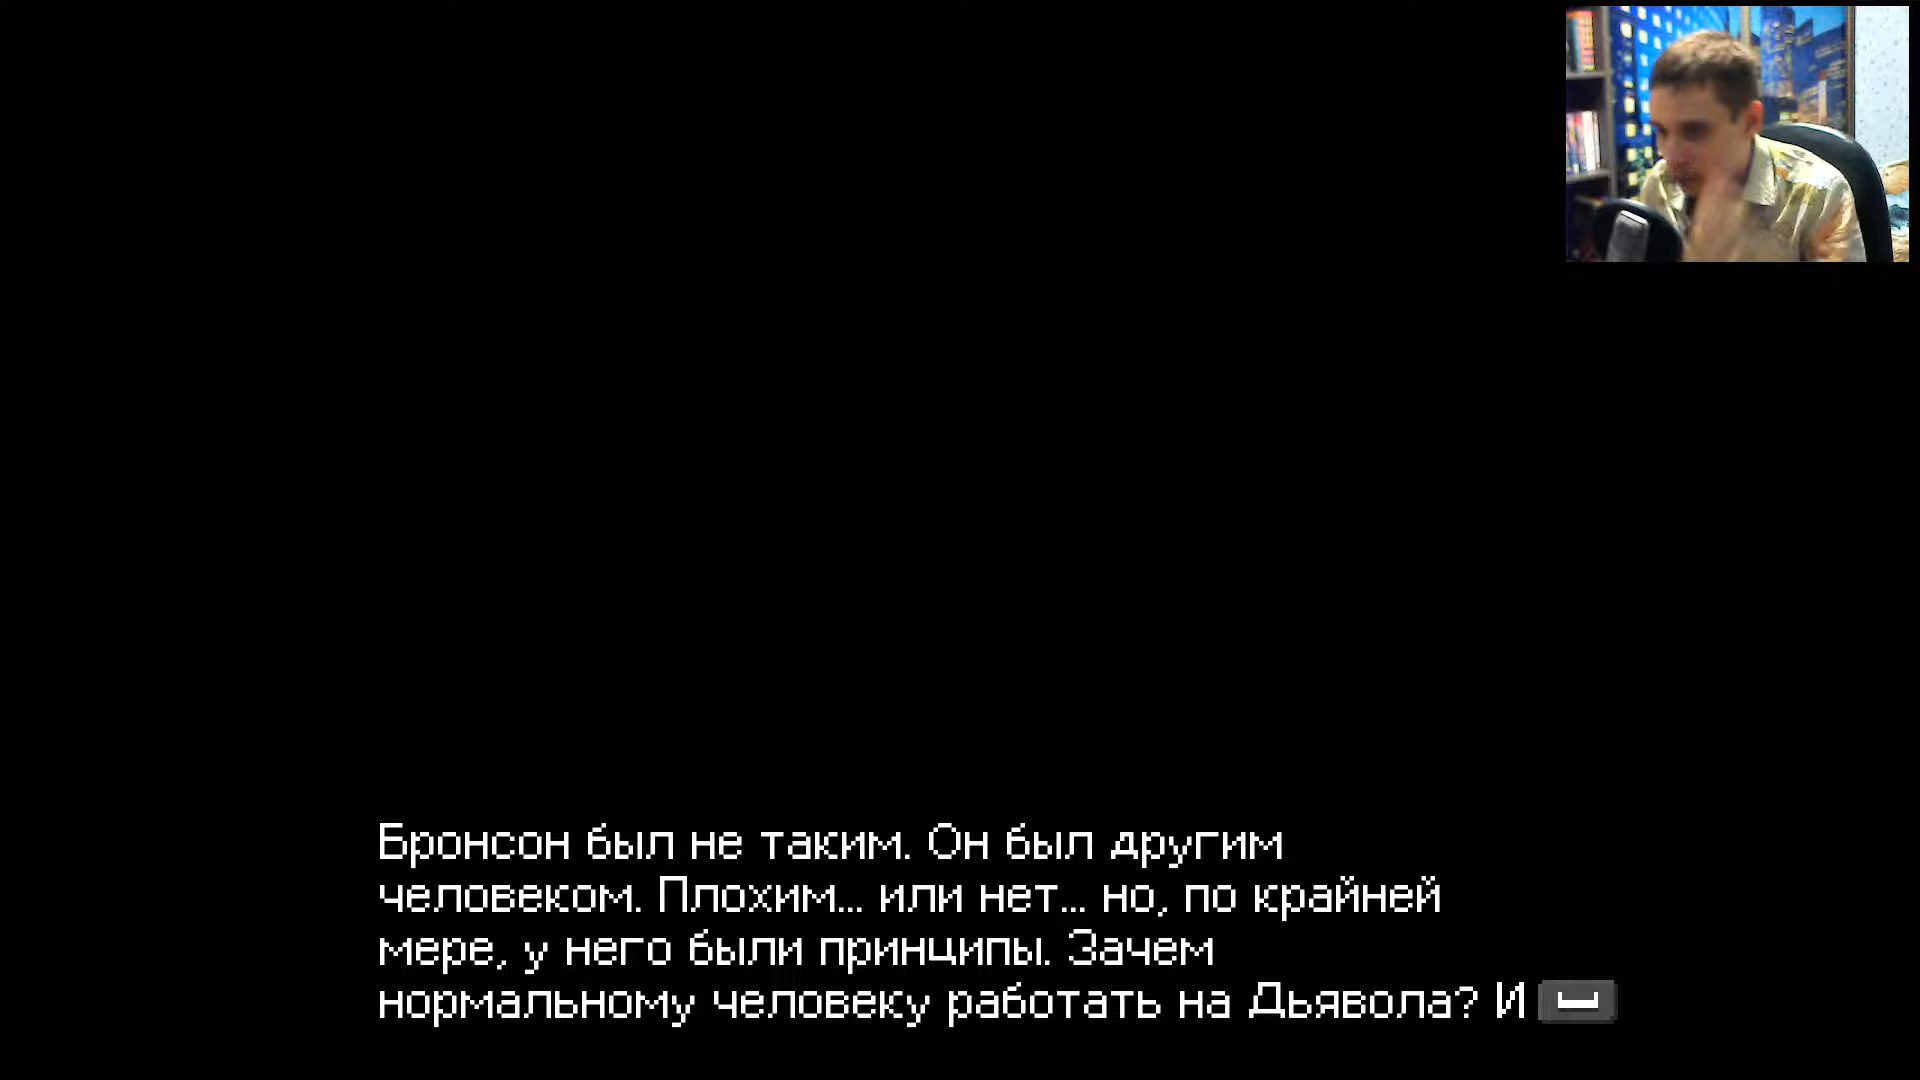 Бронсон был не таким. Он был другим
человеком. Плохим... или нет... но, по крайней
мере, у него были принципы. Зачем
нормальному человеку работать на Дьявола? И